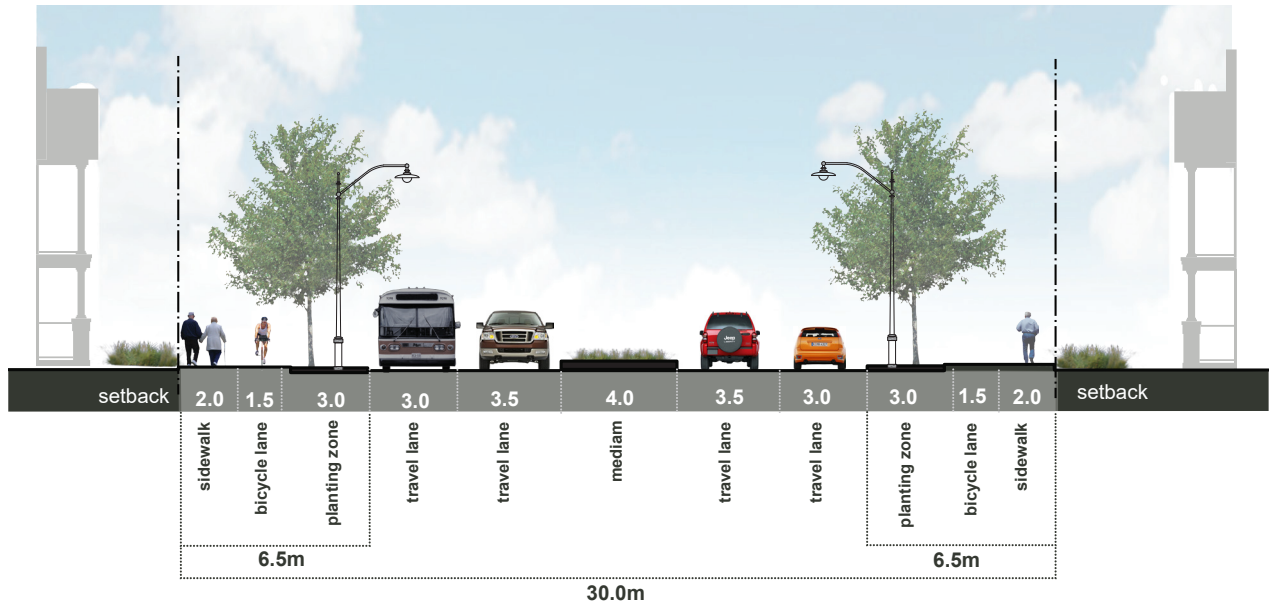 setback 2.0 1.5 3.0 3.0 3.5 4.0 3.5 3.0 3.0 1.5 2.0 setback
sidewalk
bicycle lane
planting zone
travel lane
travel lane
mediam
travel lane
travel lane
planting zone
bicycle lane
sidewalk
6.5m
6.5m
30.0m